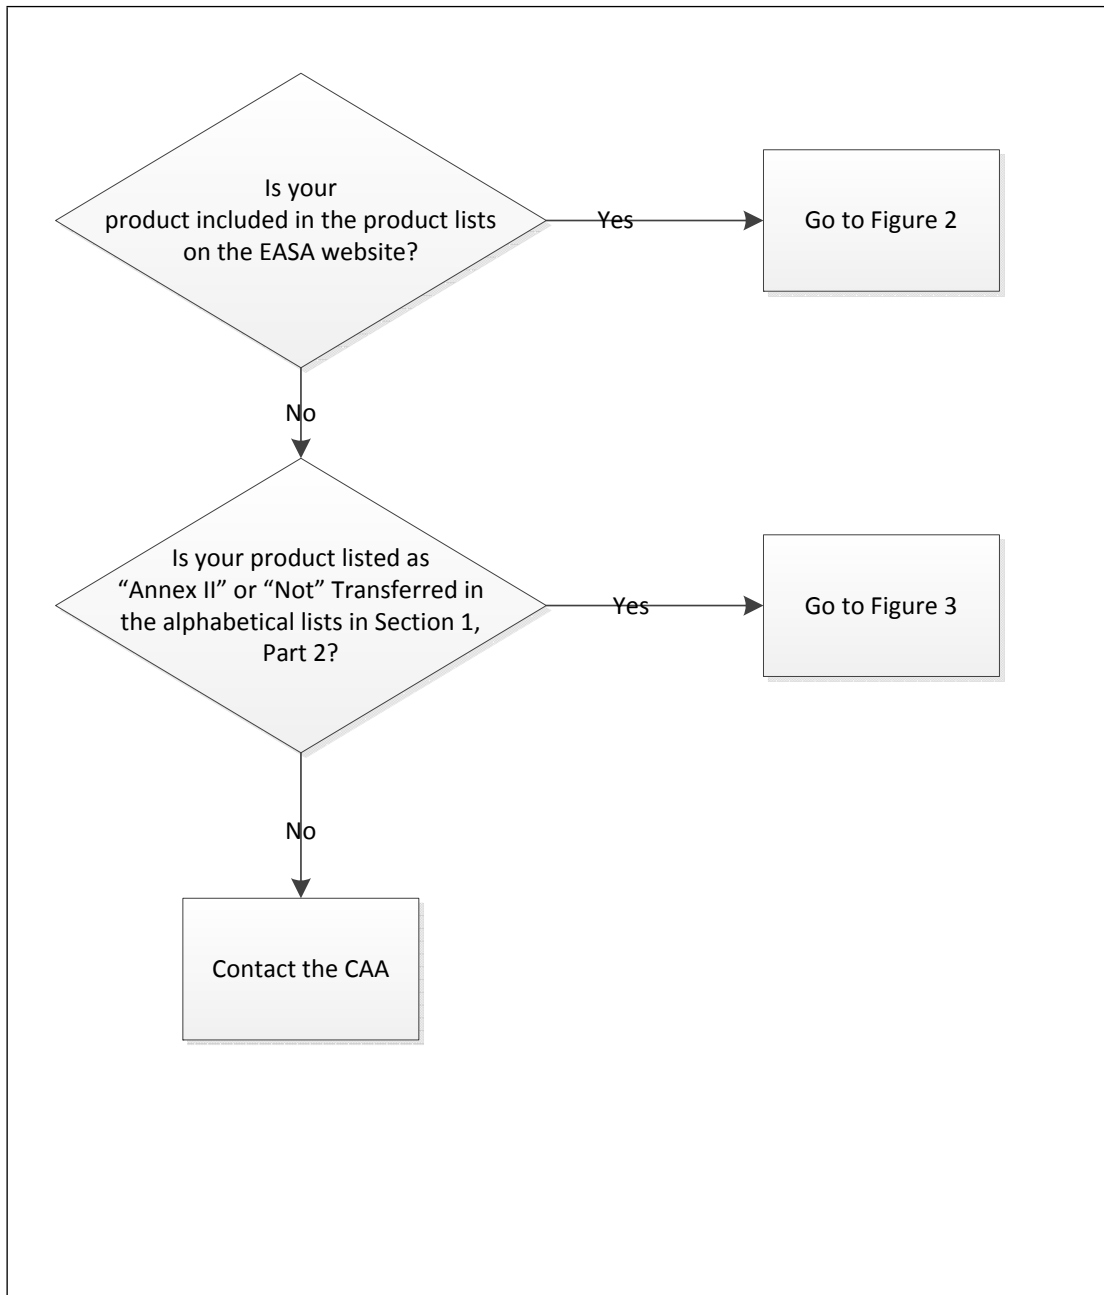 Is your
product included in the product lists
on the EASA website?
Yes
Go to Figure 2
No
Is your product listed as
“Annex II” or “Not” Transferred in
the alphabetical lists in Section 1,
Part 2?
Yes
Go to Figure 3
No
Contact the CAA